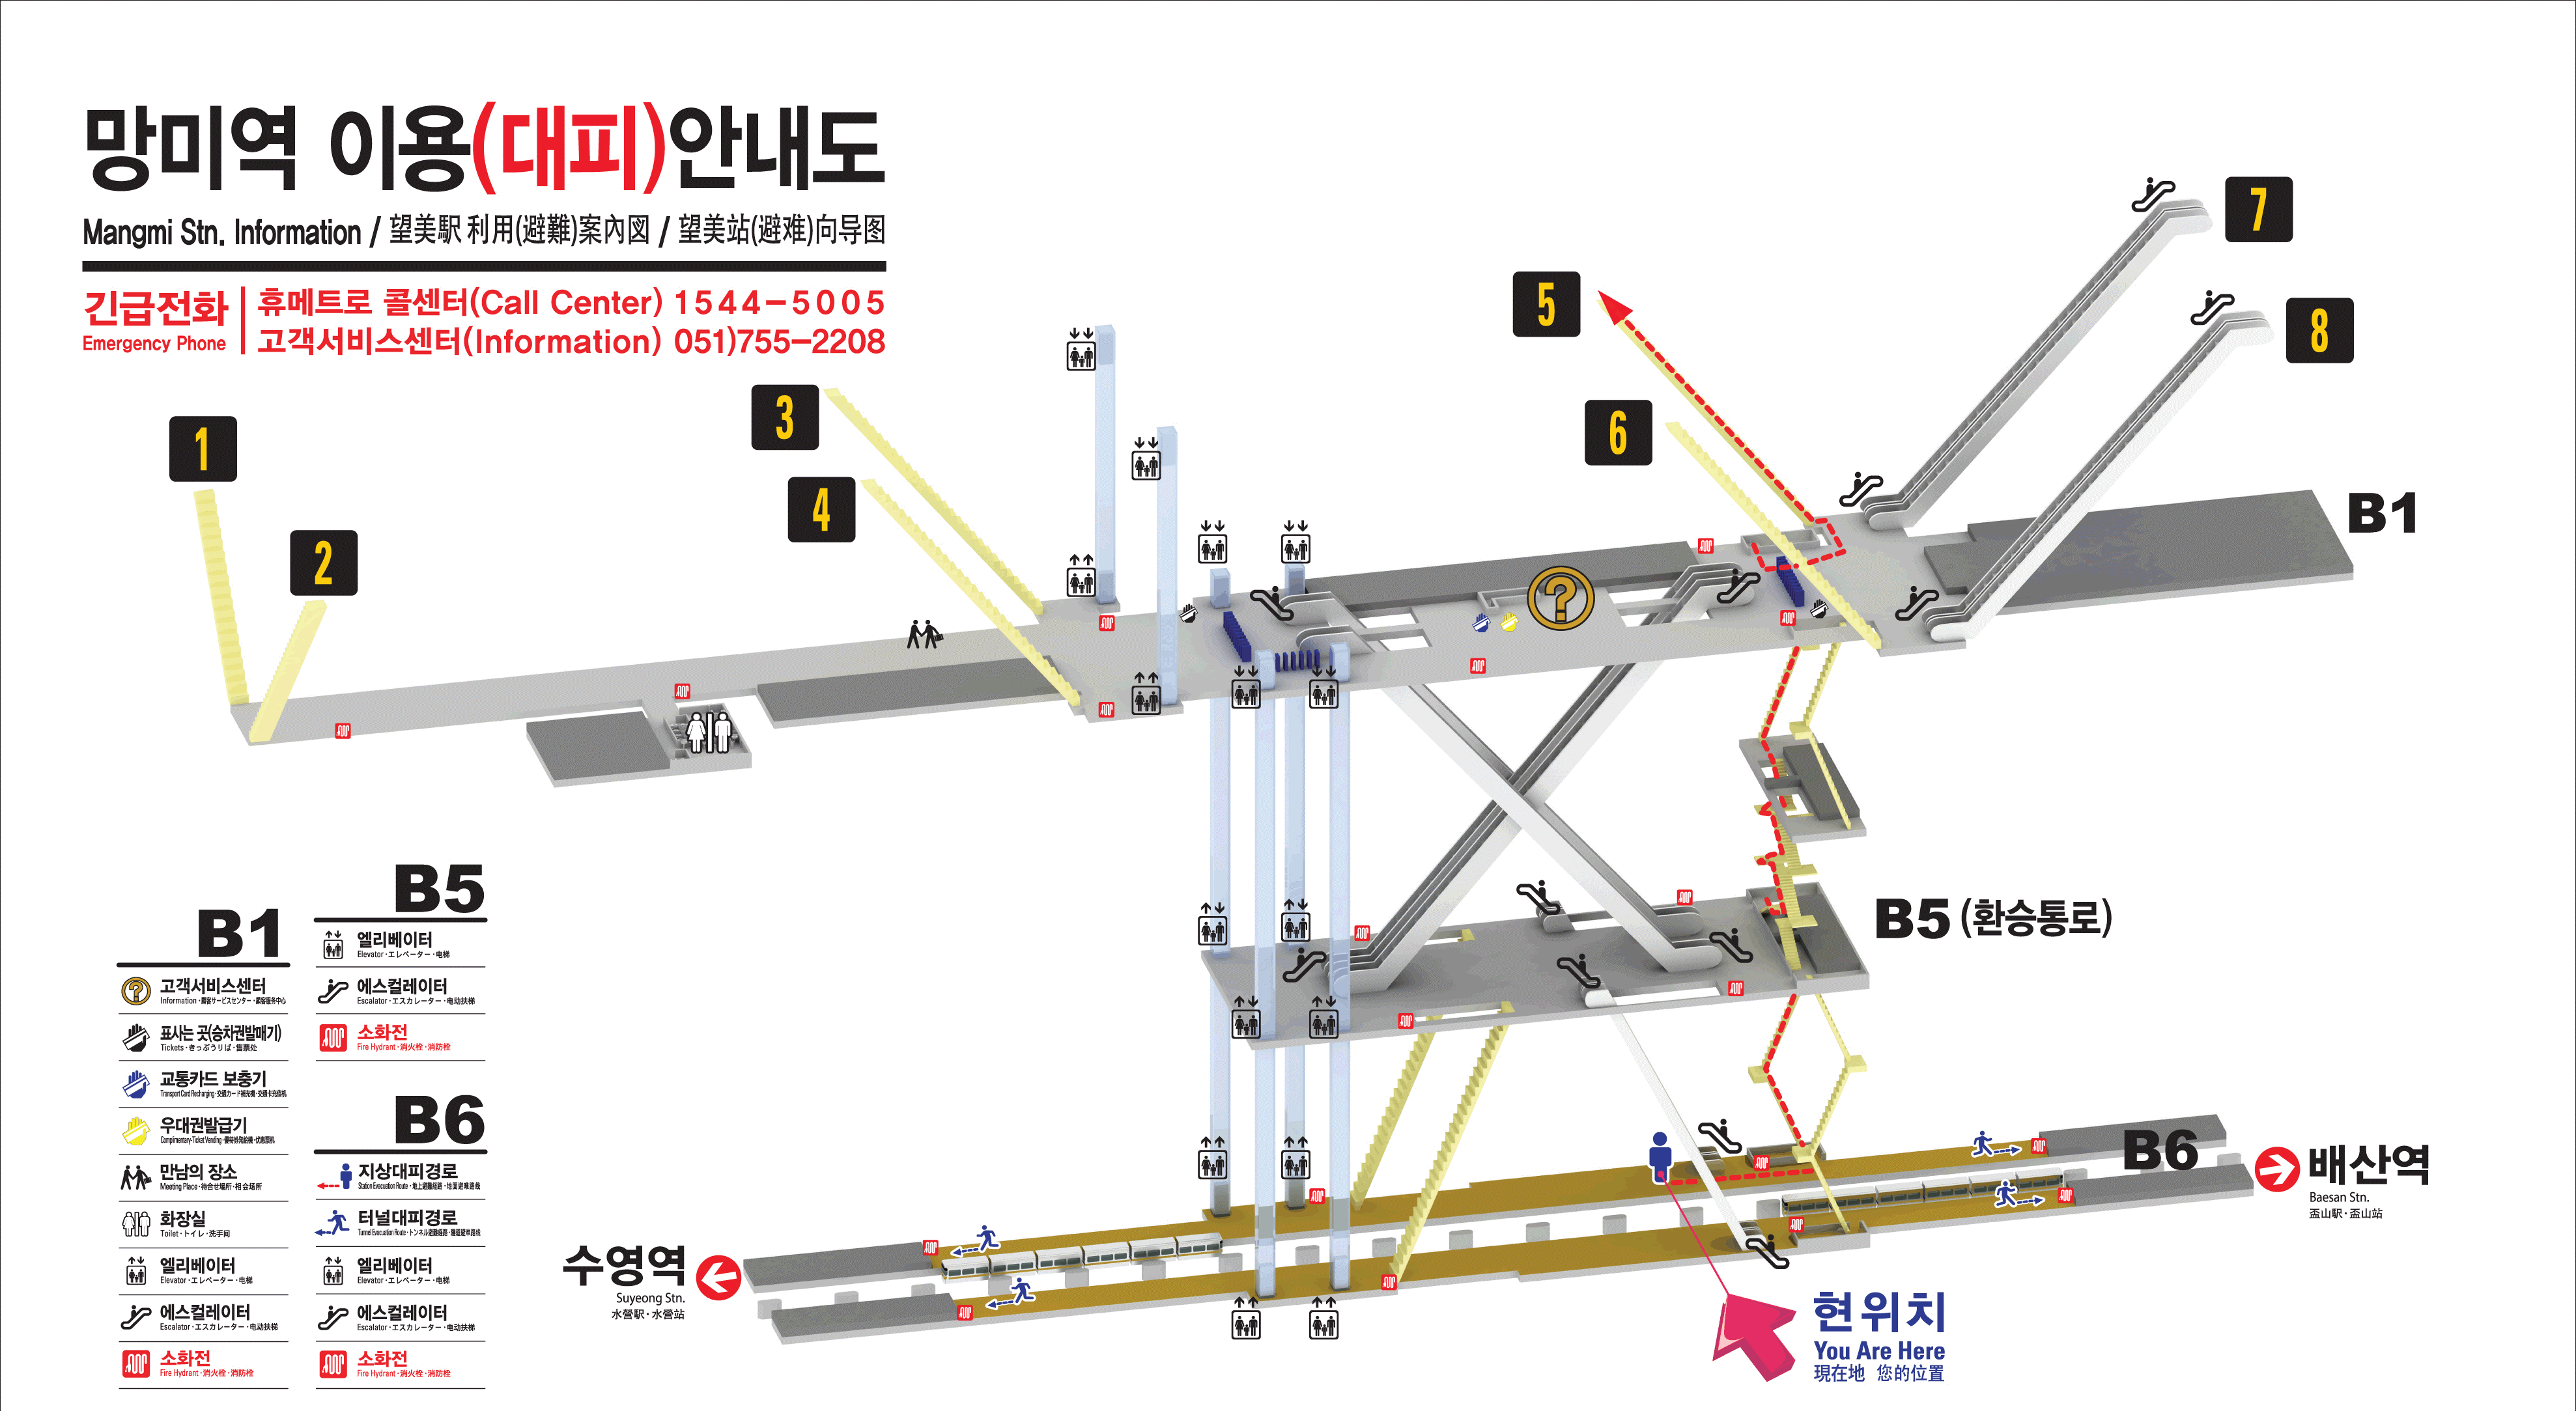 망미역 이용(대피)안내도
Mangmi Stn. Information / 望美駅 利用(避難)案內図 / 望美站(避难)向导图
긴급전화
Emergency Phone
휴메트로 콜센터(Call Center) 1544-5005
고객서비스센터(Information) 051)755-2208
1
2
3
4
5
6
7
8
B1
B5 (환승통로)
B6
수영역
Suyeong Stn.
水營駅·水營站
배산역
Baesan Stn.
盃山駅·盃山站
현위치
You Are Here
現在地 您的位置
B1
고객서비스센터
Information·顧客サービスセンター·顧客服务中心
표사는 곳(승차권발매기)
Tickets·きっぷうりば·售票处
교통카드 보충기
Transport Card Recharging·交通カード補充機·交通卡充值机
우대권발급기
Complimentary-Ticket Vending·優待券発給機·优惠票机
만남의 장소
Meeting Place·待合せ場所·相会场所
화장실
Toilet·トイレ·洗手间
엘리베이터
Elevator·エレベーター·电梯
에스컬레이터
Escalator·エスカレーター·电动扶梯
소화전
Fire Hydrant·消火栓·消防栓
B5
엘리베이터
Elevator·エレベーター·电梯
에스컬레이터
Escalator·エスカレーター·电动扶梯
소화전
Fire Hydrant·消火栓·消防栓
B6
지상대피경로
Station Evacuation Route·地上避難経路·地面避难路线
터널대피경로
Tunnel Evacuation Route·トンネル避難経路·隧道避难路线
엘리베이터
Elevator·エレベーター·电梯
에스컬레이터
Escalator·エスカレーター·电动扶梯
소화전
Fire Hydrant·消火栓·消防栓